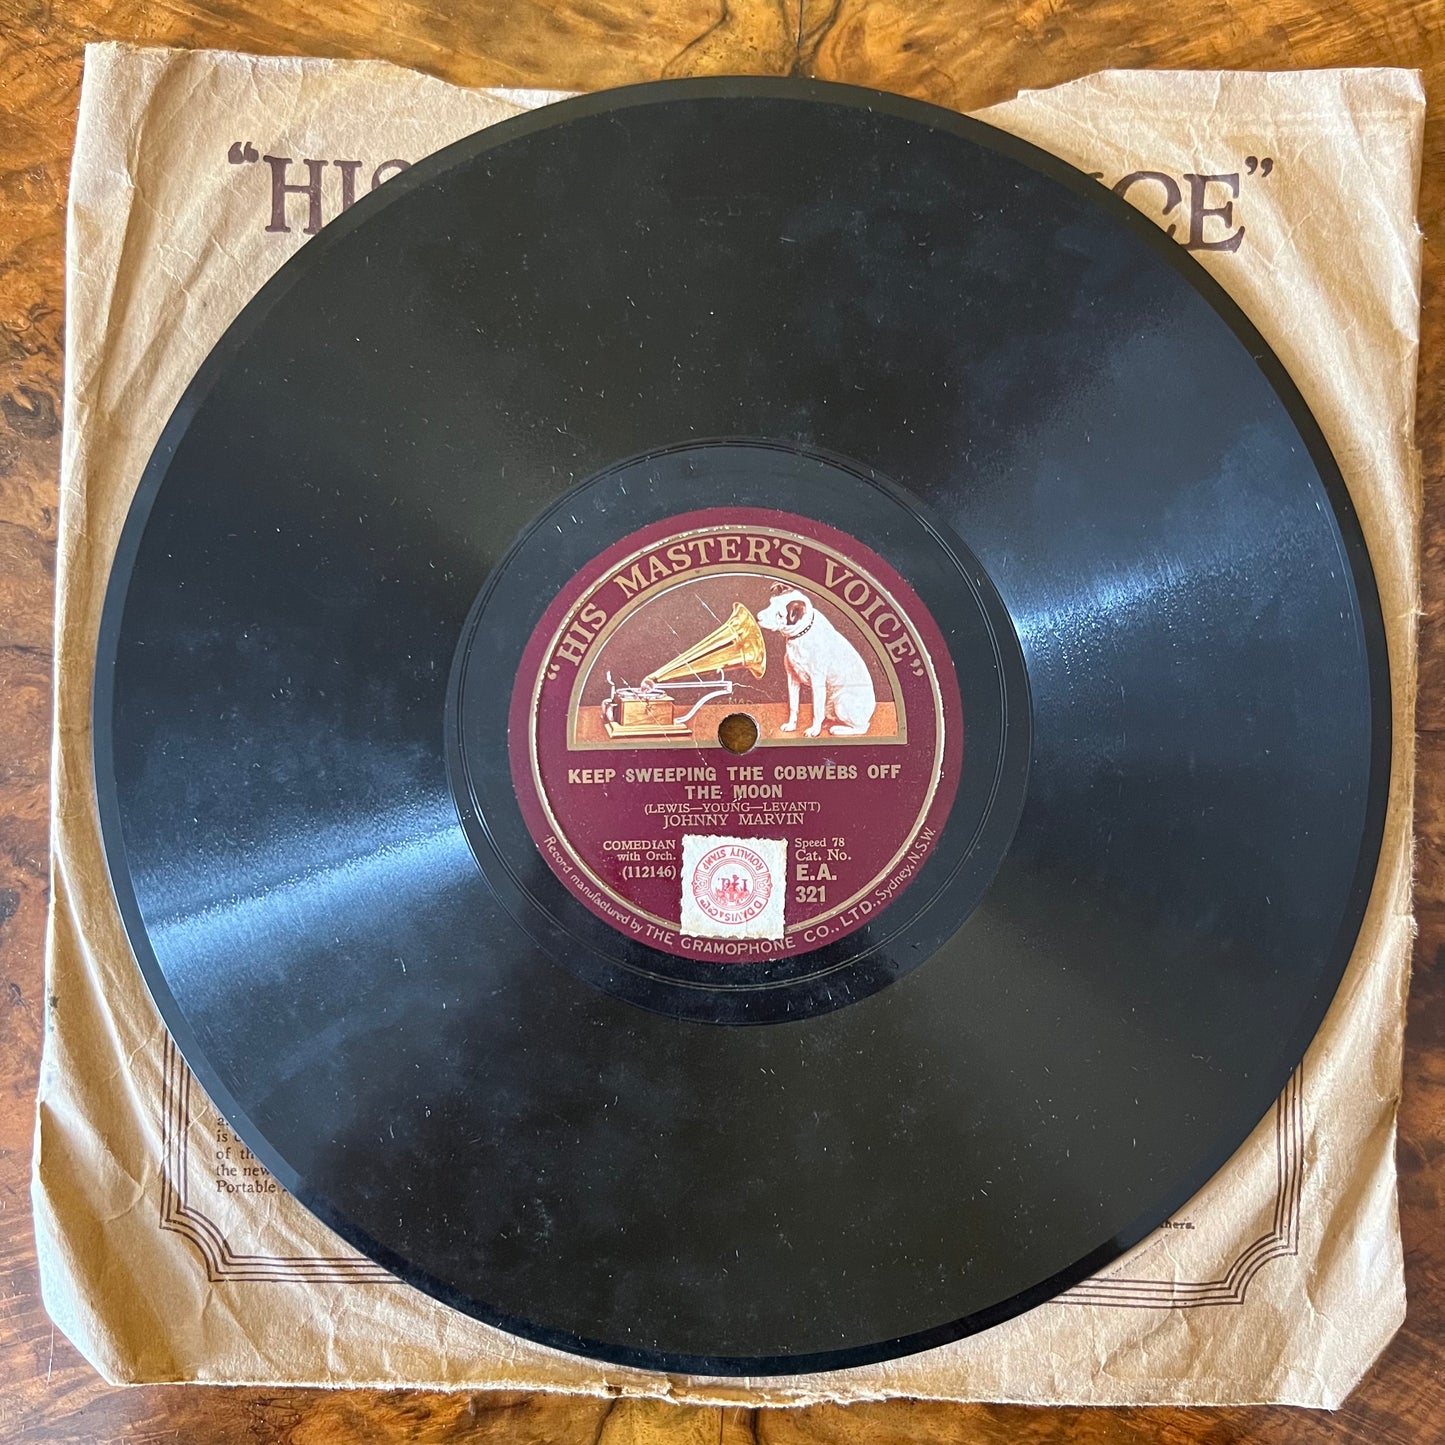 “HIS VOICE”
“HIS MASTER'S VOICE”
KEEP SWEEPING THE COBWEBS OFF
THE MOON
(LEWIS—YOUNG—LEVANT)
JOHNNY MARVIN
COMEDIAN
with Orch.
(112146)
Speed 78
Cat. No.
E.A.
321
ROYALTY STAMP
Record manufactured by THE GRAMOPHONE CO., LTD., Sydney, N.S.W.
of
the new
Portable